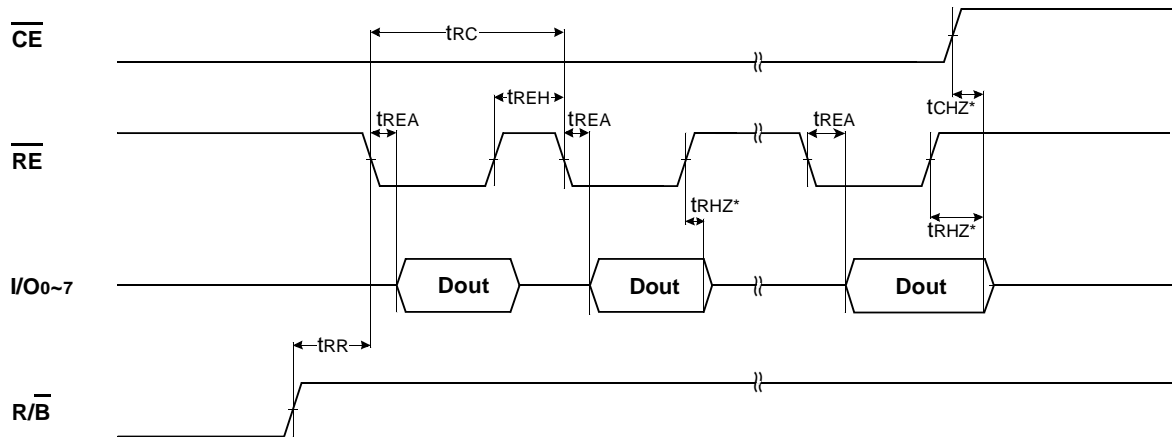 CE
tRC
tREH
tCHZ*
tREA
tREA
tREA
RE
tRHZ*
tRHZ*
I/O0~7
Dout
Dout
Dout
tRR
R/B